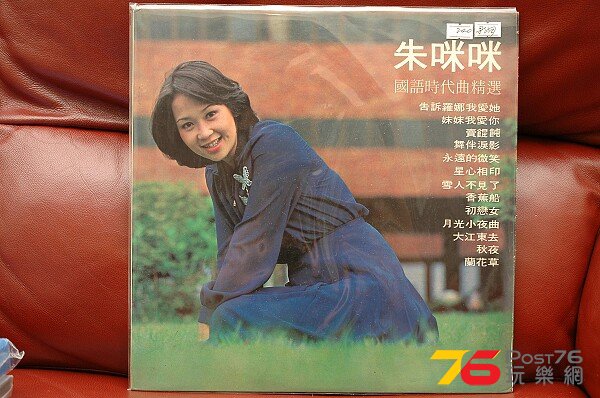 朱咪咪
國語時代曲精選
告訴羅娜我愛她
妹妹我愛你
賣餛飩
舞伴淚影
永遠的微笑
星心相印
雪人不見了
香蕉船
初戀女
月光小夜曲
大江東去
秋夜
蘭花草
76 POST76
玩樂網